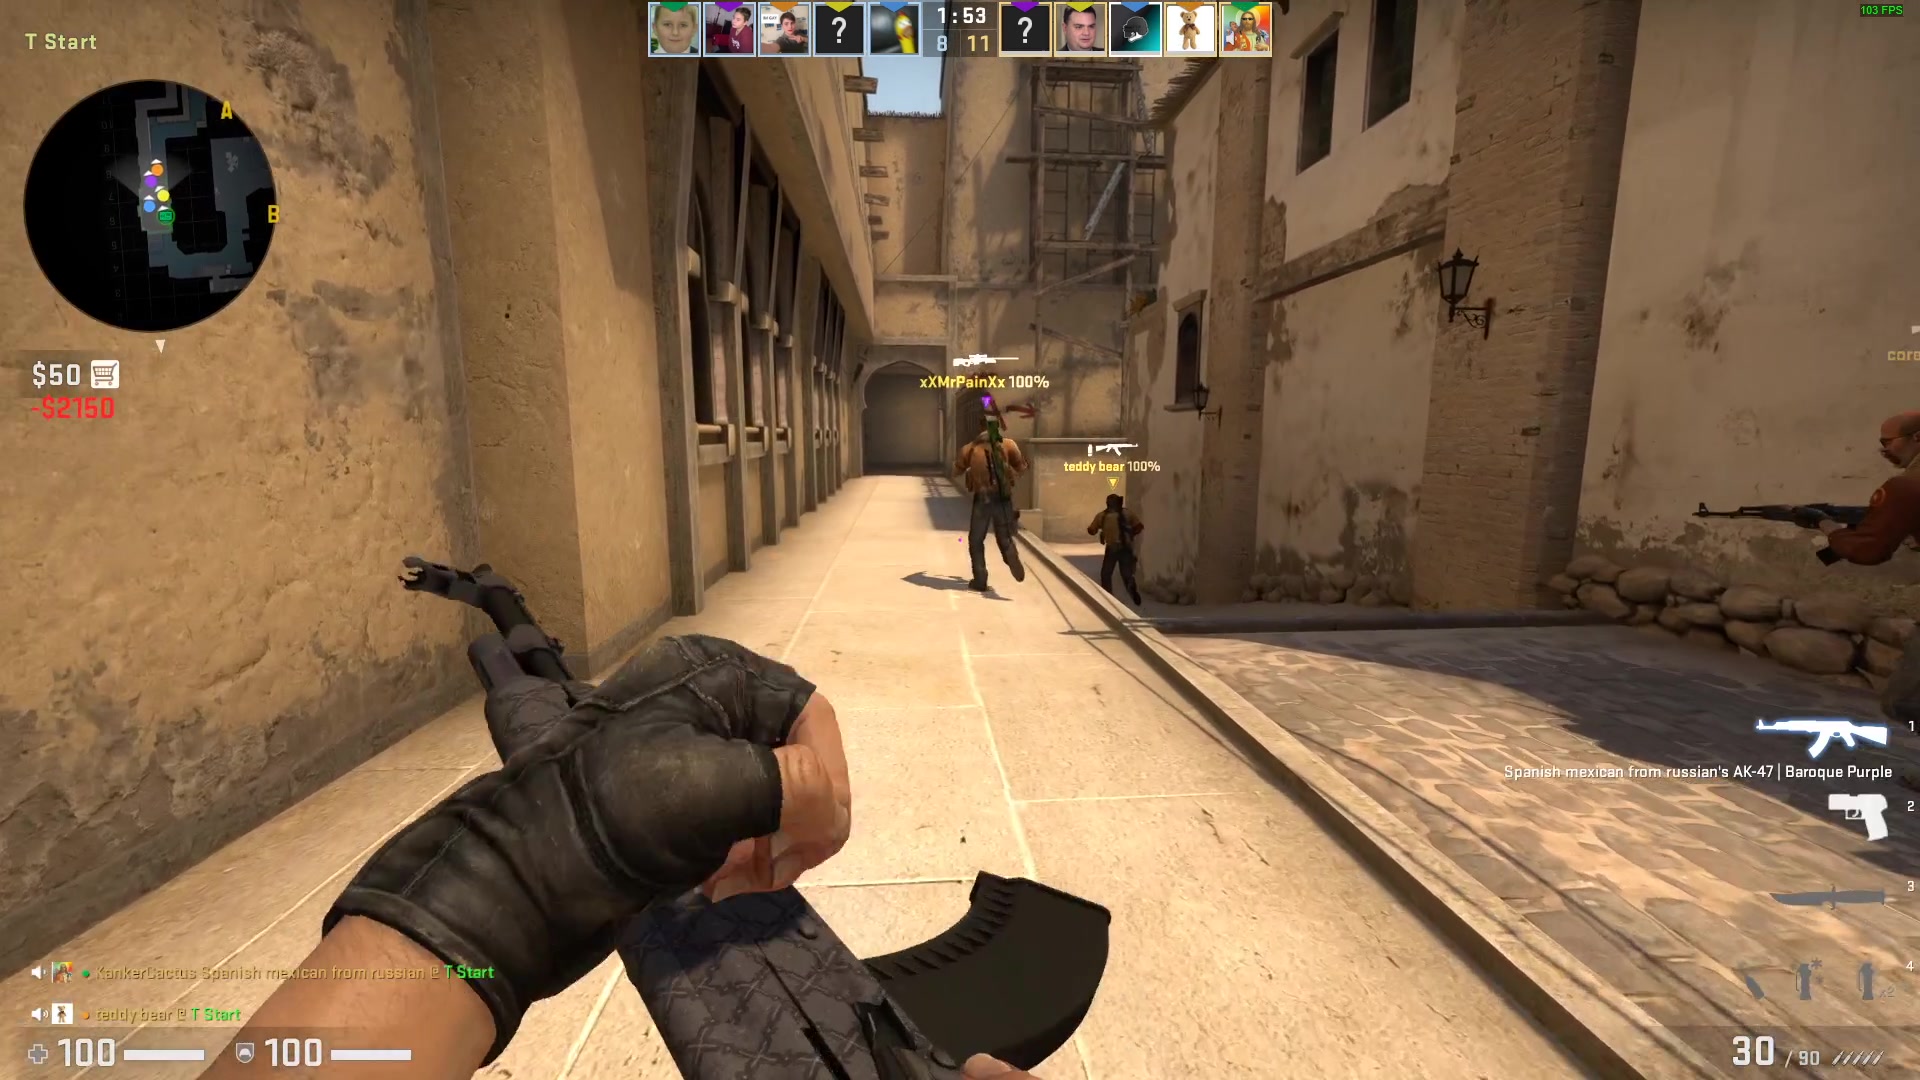 103 FPS
T Start
1:53
8 11
? ?
A
B
$50
-$2150
xXMrPainXx 100%
teddy bear 100%
core
1
Spanish mexican from russian's AK-47 | Baroque Purple
2
3
4
x2
KankerCactus Spanish mexican from russian @ T Start
teddy bear @ T Start
100 100
30 / 90